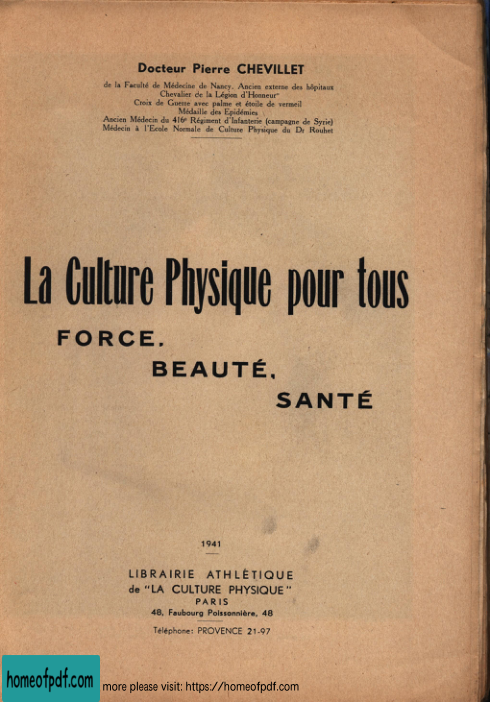 Docteur Pierre CHEVILLET
de la Faculté de Médecine de Nancy. Ancien externe des hôpitaux
Chevalier de la Légion d'Honneur
Croix de Guerre avec palme et étoile de vermeil
Médaille des Epidémies
Ancien Médecin du 416e Régiment d'Infanterie (campagne de Syrie)
Médecin à l'Ecole Normale de Culture Physique du Dr Rouhet
La Culture Physique pour tous
FORCE.
BEAUTÉ,
SANTÉ
1941
LIBRAIRIE ATHLÉTIQUE
de "LA CULTURE PHYSIQUE"
PARIS
48, Faubourg Poissonnière, 48
Téléphone: PROVENCE 21-97
homeofpdf.com
more please visit: https://homeofpdf.com